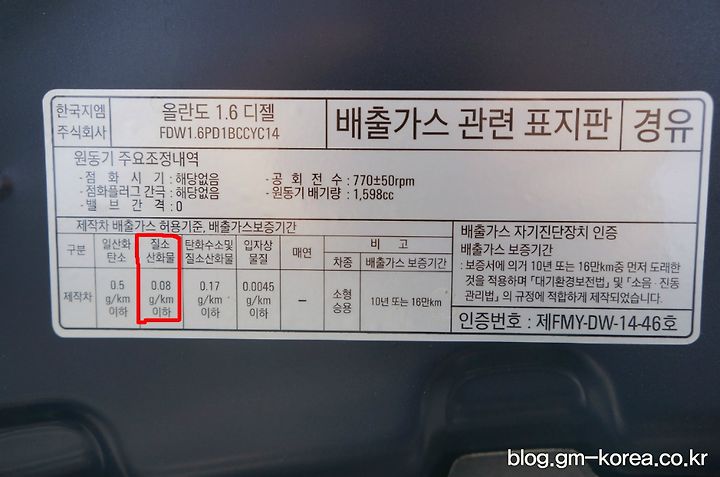 한국지엠
주식회사
올란도 1.6 디젤
FDW1.6PD1BCCYC14
배출가스 관련 표지판
경유
원동기 주요조정내역
- 점 화 시 기 : 해당없음
- 점화플러그 간극 : 해당없음
- 밸 브 간 격 : 0
- 공 회 전 수 : 770±50rpm
- 원동기 배기량 : 1,598cc
제작차 배출가스 허용기준, 배출가스보증기간
구분
일산화
탄소
질소
산화물
탄화수소및
질소산화물
입자상
물질
매연
비 고
차종
배출가스 보증기간
제작차
0.5
g/km
이하
0.08
g/km
이하
0.17
g/km
이하
0.0045
g/km
이하
–
소형
승용
10년 또는 16만km
배출가스 자기진단장치 인증
배출가스 보증기간
: 보증서에 의거 10년 또는 16만km중 먼저 도래한
것을 적용하며 「대기환경보전법」 및 「소음ㆍ진동
관리법」의 규정에 적합하게 제작되었습니다.
인증번호 : 제FMY-DW-14-46호
blog.gm-korea.co.kr